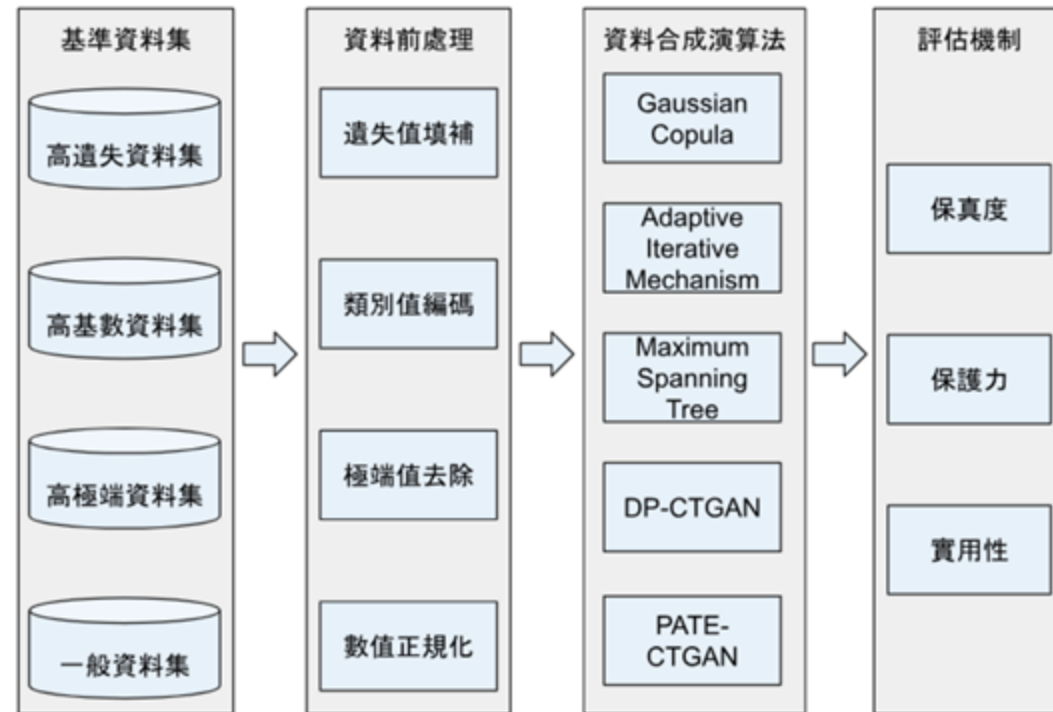 基準資料集
高遺失資料集
高基數資料集
高極端資料集
一般資料集
資料前處理
遺失值填補
類別值編碼
極端值去除
數值正規化
資料合成演算法
Gaussian
Copula
Adaptive
Iterative
Mechanism
Maximum
Spanning
Tree
DP-CTGAN
PATE-
CTGAN
評估機制
保真度
保護力
實用性